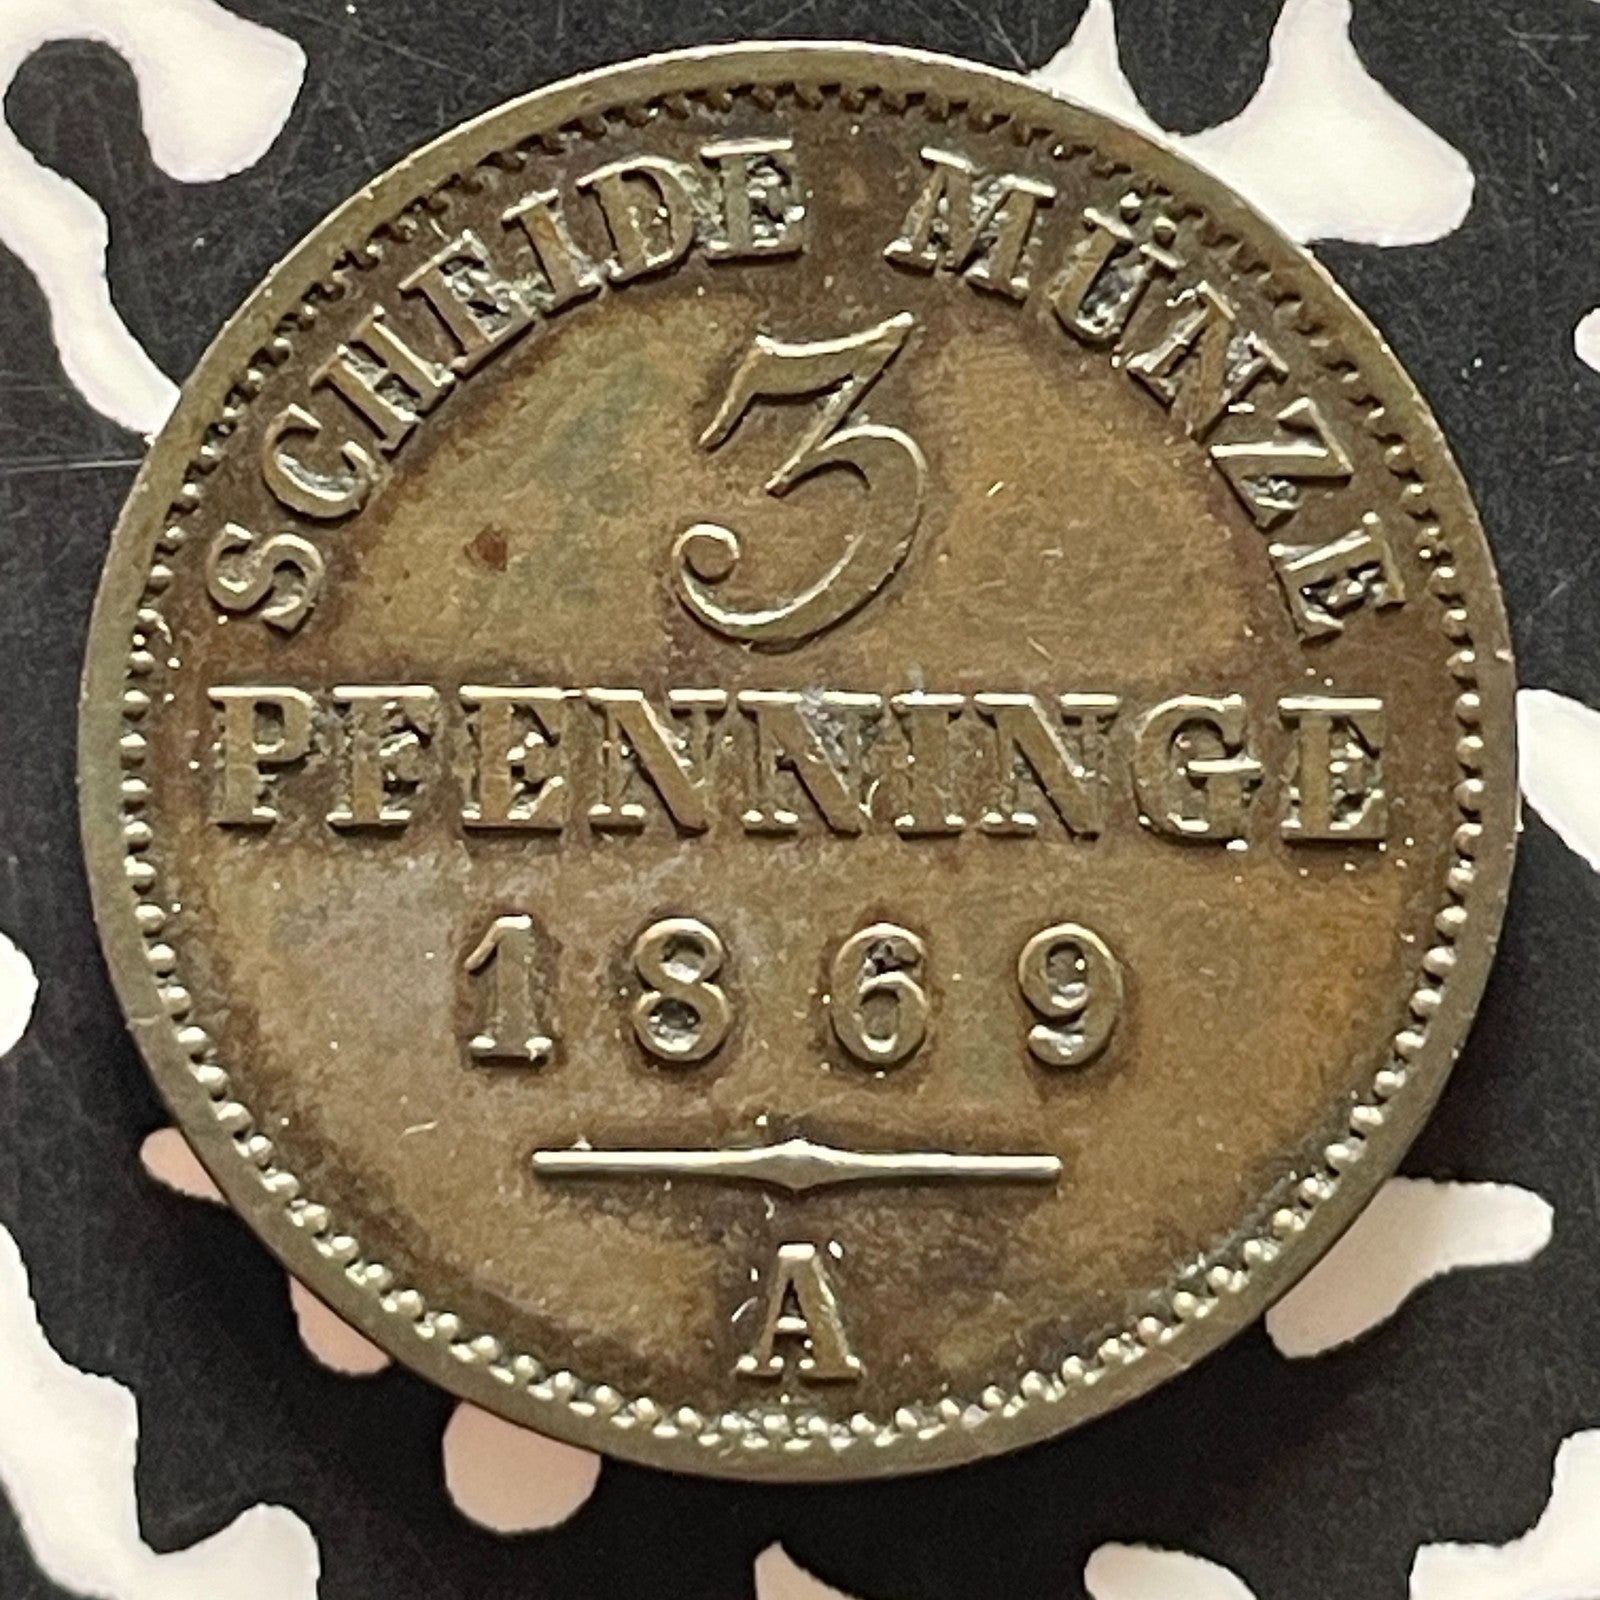 SCHEIDE MÜNZE
3
PFENNINGE
1869
A